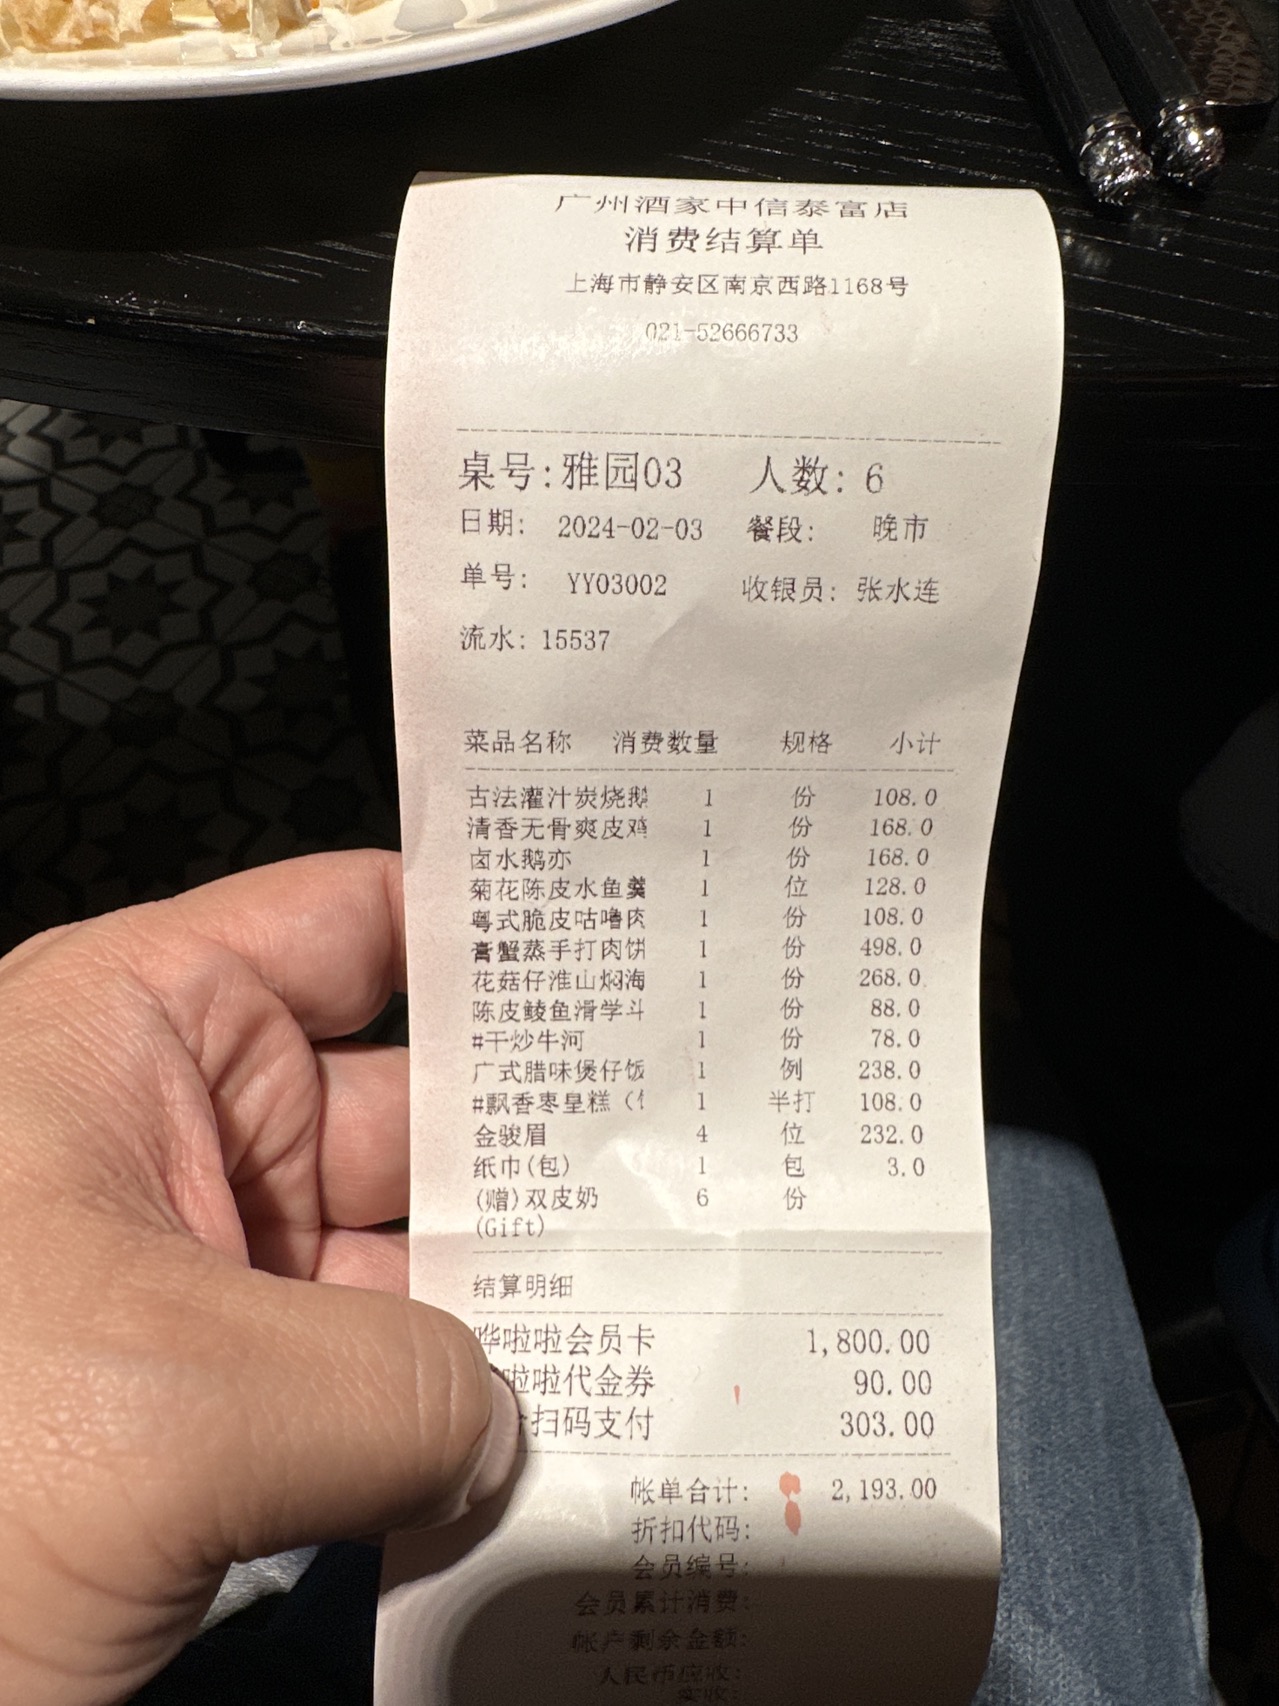 广州酒家中信泰富店
消费结算单
上海市静安区南京西路1168号
021-52666733
桌号:雅园03 人数: 6
日期: 2024-02-03 餐段: 晚市
单号: YY03002 收银员: 张水连
流水: 15537
菜品名称 消费数量 规格 小计
古法灌汁炭烧鹅 1 份 108.0
清香无骨爽皮鸡 1 份 168.0
卤水鹅亦 1 份 168.0
菊花陈皮水鱼羹 1 位 128.0
粤式脆皮咕噜肉 1 份 108.0
膏蟹蒸手打肉饼 1 份 498.0
花菇仔淮山焖海 1 份 268.0
陈皮鲮鱼滑学斗 1 份 88.0
#干炒牛河 1 份 78.0
广式腊味煲仔饭 1 例 238.0
#飘香枣皇糕 1 半打 108.0
金骏眉 4 位 232.0
纸巾(包) 1 包 3.0
(赠)双皮奶 6 份
(Gift)
结算明细
哗啦啦会员卡 1,800.00
啦啦代金券 90.00
扫码支付 303.00
帐单合计: 2,193.00
折扣代码:
会员编号:
会员累计消费:
帐户剩余金额:
人民币应收:
实收: